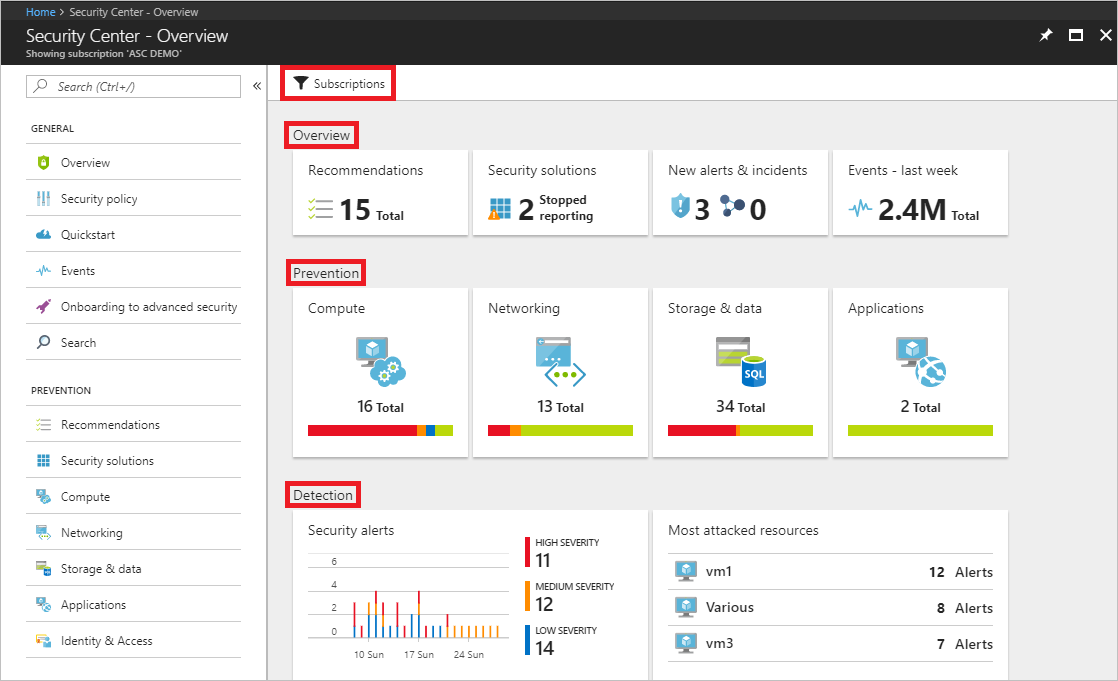 Home > Security Center - Overview
Security Center - Overview
Showing subscription 'ASC DEMO'
Search (Ctrl+/)
«
GENERAL
Overview
Security policy
Quickstart
Events
Onboarding to advanced security
Search
PREVENTION
Recommendations
Security solutions
Compute
Networking
Storage & data
Applications
Identity & Access
Subscriptions
Overview
Recommendations
15 Total
Security solutions
2 Stopped
reporting
New alerts & incidents
3 0
Events - last week
2.4M Total
Prevention
Compute
16 Total
Networking
13 Total
Storage & data
SQL
34 Total
Applications
2 Total
Detection
Security alerts
6
4
2
0
10 Sun 17 Sun 24 Sun
HIGH SEVERITY
11
MEDIUM SEVERITY
12
LOW SEVERITY
14
Most attacked resources
vm1 12 Alerts
Various 8 Alerts
vm3 7 Alerts